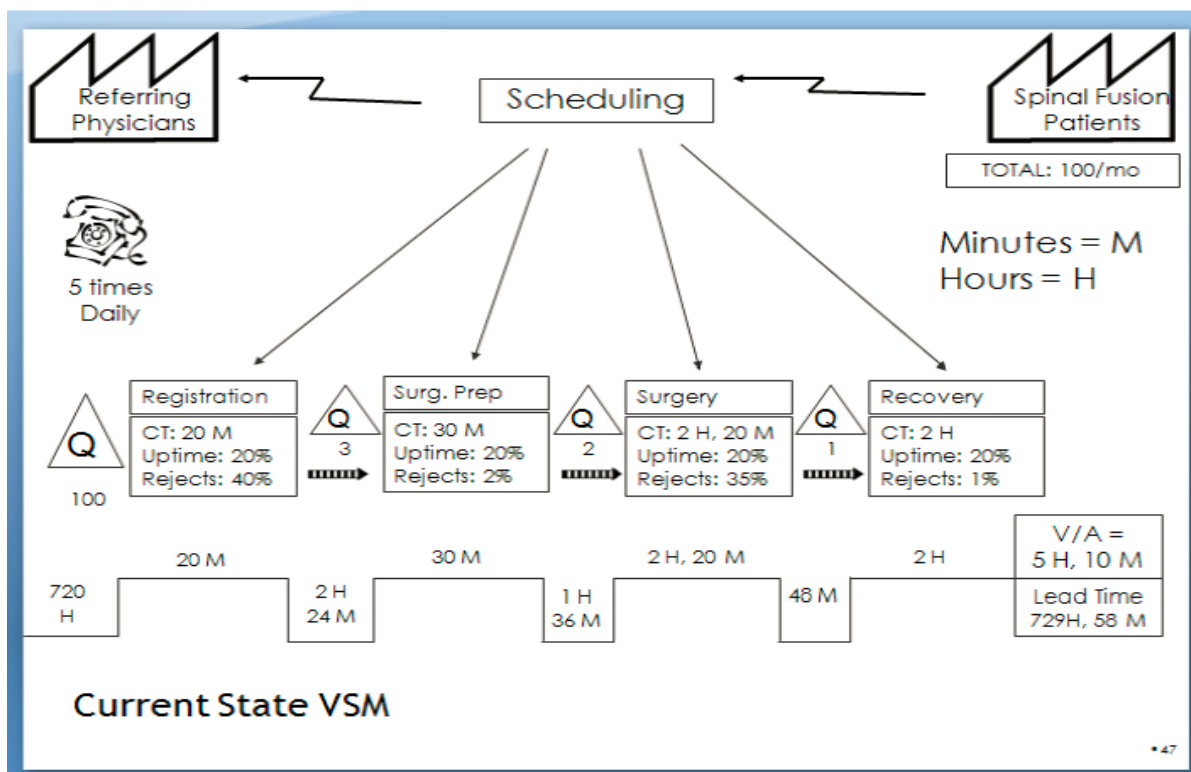 Referring
Physicians
Scheduling
Spinal Fusion
Patients
TOTAL: 100/mo
5 times
Daily
Minutes = M
Hours = H
Q
100
Registration
CT: 20 M
Uptime: 20%
Rejects: 40%
Q
3
Surg. Prep
CT: 30 M
Uptime: 20%
Rejects: 2%
Q
2
Surgery
CT: 2 H, 20 M
Uptime: 20%
Rejects: 35%
Q
1
Recovery
CT: 2 H
Uptime: 20%
Rejects: 1%
720
H
20 M
2 H
24 M
30 M
1 H
36 M
2 H, 20 M
48 M
2 H
V/A =
5 H, 10 M
Lead Time
729H, 58 M
Current State VSM
• 47